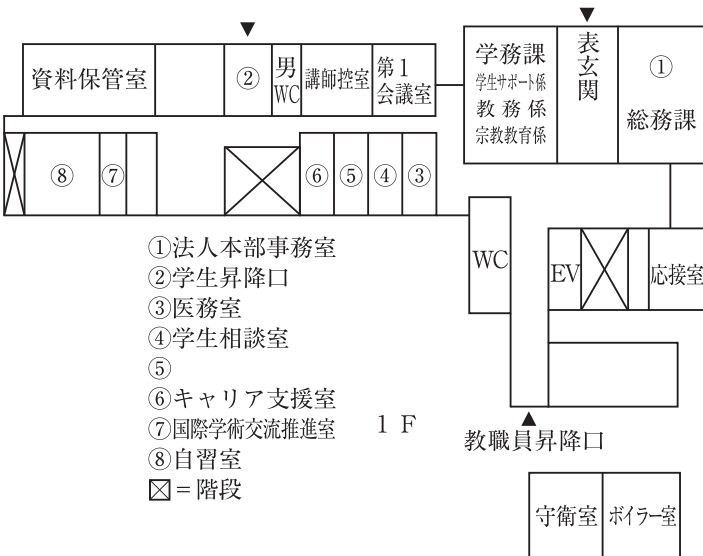 ▼
▼
資料保管室
②
男
WC
講師控室
第1
会議室
学務課
学生サポート係
教務係
宗教教育係
表玄関
①
総務課
⑧
⑦
⑥
⑤
④
③
WC
EV
応接室
①法人本部事務室
②学生昇降口
③医務室
④学生相談室
⑤
⑥キャリア支援室
⑦国際学術交流推進室
⑧自習室
=階段
1F
▲
教職員昇降口
守衛室
ボイラー室